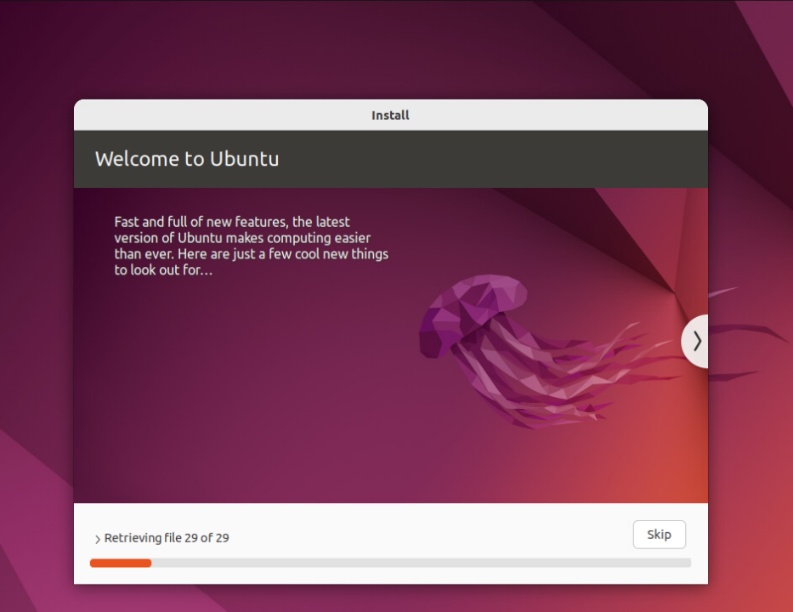 Install
Welcome to Ubuntu
Fast and full of new features, the latest
version of Ubuntu makes computing easier
than ever. Here are just a few cool new things
to look out for…
Retrieving file 29 of 29
Skip